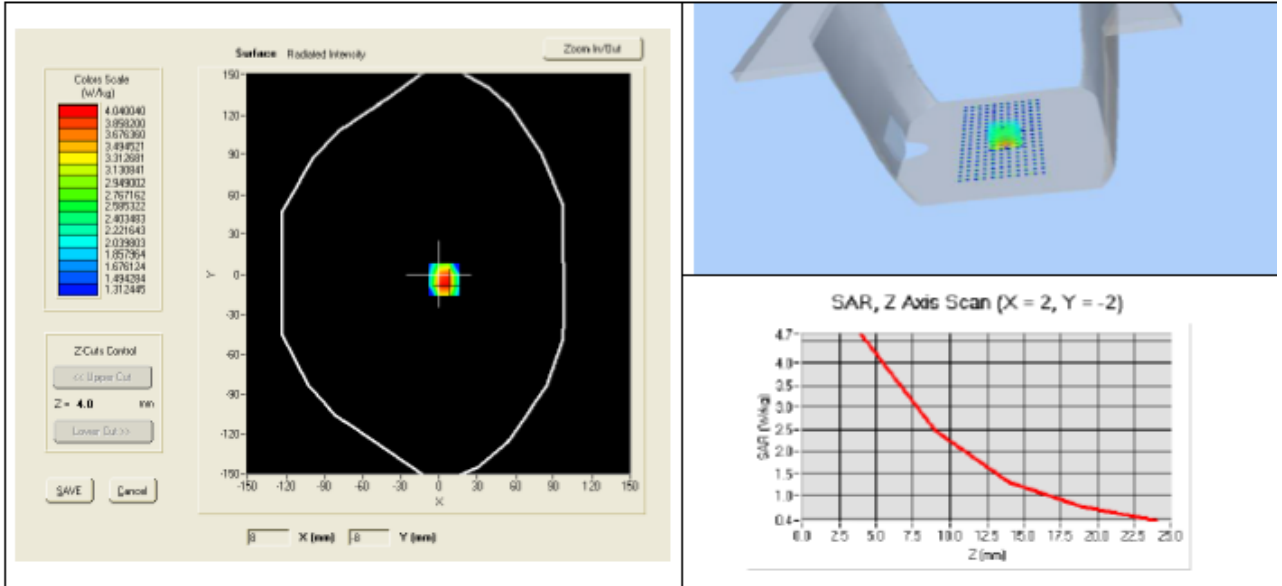 Surface Radiated Intensity
Zoom In/Out
Colors Scale
(W/kg)
4.040040
3.858200
3.676360
3.494521
3.312681
3.130841
2.949002
2.767162
2.585322
2.403483
2.221643
2.039803
1.857964
1.676124
1.494284
1.312445
150
120
90
60
30
0
-30
-60
-90
-120
-150
Y
-150 -120 -90 -60 -30 0 30 60 90 120 150
X
Z-Cuts Control
<< Upper Cut
Z = 4.0 mm
Lower Cut >>
SAVE Cancel
8 X (mm) -8 Y (mm)
SAR, Z Axis Scan (X = 2, Y = -2)
SAR (W/kg)
4.7
4.0
3.5
3.0
2.5
2.0
1.5
1.0
0.4
0.0 2.5 5.0 7.5 10.0 12.5 15.0 17.5 20.0 22.5 25.0
Z (mm)